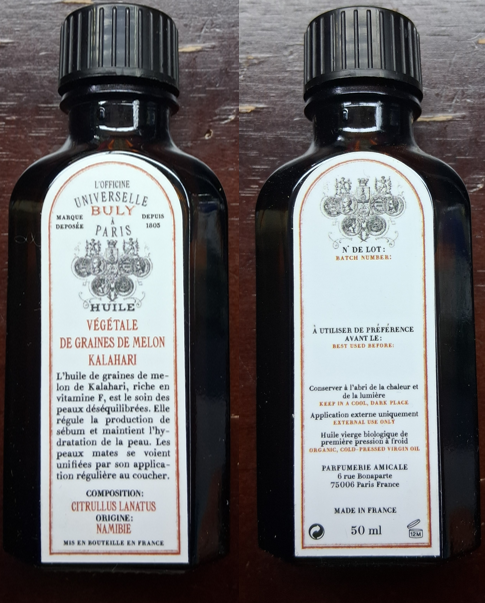 L'OFFICINE
UNIVERSELLE
BULY
MARQUE DEPOSÉE
À
DEPUIS 1803
PARIS
HUILE
VÉGÉTALE
DE GRAINES DE MELON
KALAHARI
L'huile de graines de me-
lon de Kalahari, riche en
vitamine F, est le soin des
peaux déséquilibrées. Elle
régule la production de
sébum et maintient l'hy-
dratation de la peau. Les
peaux mates se voient
unifiées par son applica-
tion régulière au coucher.
COMPOSITION:
CITRULLUS LANATUS
ORIGINE:
NAMIBIE
MIS EN BOUTEILLE EN FRANCE
N° DE LOT:
BATCH NUMBER:
À UTILISER DE PRÉFÉRENCE
AVANT LE:
BEST USED BEFORE:
Conserver à l'abri de la chaleur et
de la lumière
KEEP IN A COOL, DARK PLACE
Application externe uniquement
EXTERNAL USE ONLY
Huile vierge biologique de
première pression à froid
ORGANIC, COLD-PRESSED VIRGIN OIL
PARFUMERIE AMICALE
6 rue Bonaparte
75006 Paris France
MADE IN FRANCE
50 ml
12M